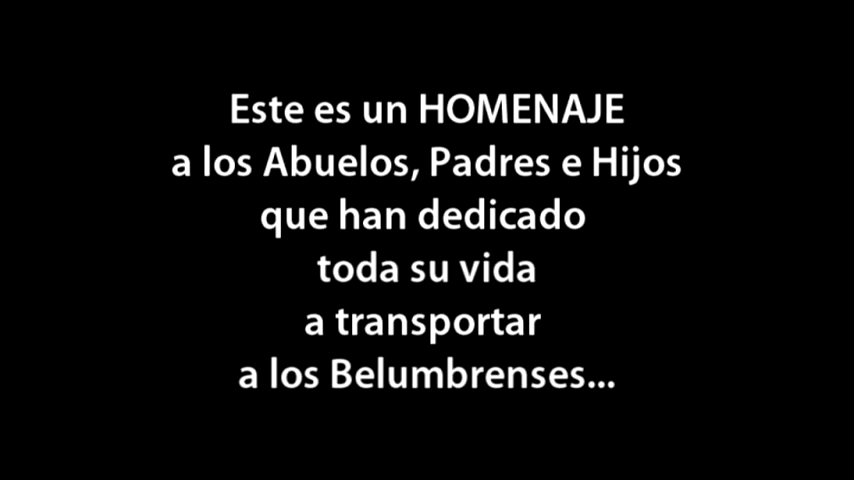 Este es un HOMENAJE
a los Abuelos, Padres e Hijos
que han dedicado
toda su vida
a transportar
a los Belumbrenses...